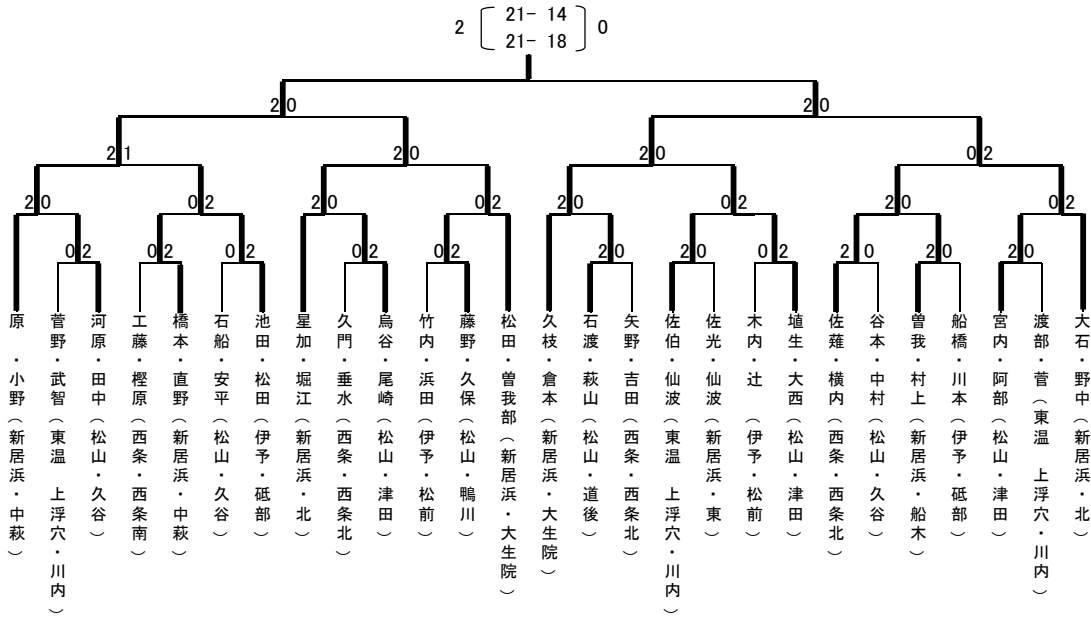 2 21- 14 0
21- 18
2 0 2 0
2 1 2 0 2 0 0 2
2 0 0 2 2 0 0 2 2 0 0 2 2 0 0 2
0 2 0 2 0 2 0 2 0 2 2 0 2 0 0 2 2 0 2 0 2 0
原 ・小野(新居浜・中萩)
菅野・武智(東温 上浮穴・川内)
河原・田中(松山・久谷)
工藤・樫原(西条・西条南)
橋本・直野(新居浜・中萩)
石船・安平(松山・久谷)
池田・松田(伊予・砥部)
星加・堀江(新居浜・北)
久門・垂水(西条・西条北)
烏谷・尾崎(松山・津田)
竹内・浜田(伊予・松前)
藤野・久保(松山・鴨川)
松田・曽我部(新居浜・大生院)
久枝・倉本(新居浜・大生院)
石渡・萩山(松山・道後)
矢野・吉田(西条・西条北)
佐伯・仙波(東温 上浮穴・川内)
佐光・仙波(新居浜・東)
木内・辻 (伊予・松前)
埴生・大西(松山・津田)
佐薙・横内(西条・西条北)
谷本・中村(松山・久谷)
曽我・村上(新居浜・船木)
船橋・川本(伊予・砥部)
宮内・阿部(松山・津田)
渡部・菅(東温 上浮穴・川内)
大石・野中(新居浜・北)